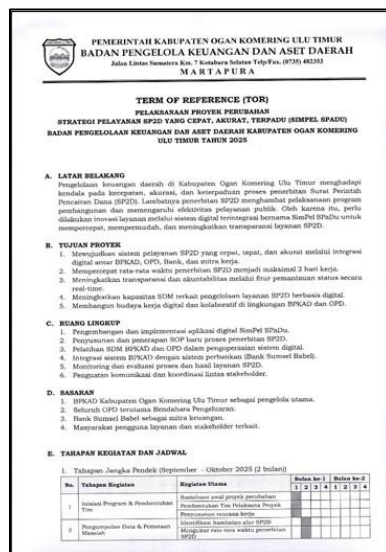 PEMERINTAH KABUPATEN OGAN KOMERING ULU TIMUR
BADAN PENGELOLA KEUANGAN DAN ASET DAERAH
Jalan Lintas Sumatera Km. 7 Kotabaru Selatan Telp/Fax. (0735) 482353
MARTAPURA
TERM OF REFERENCE (TOR)
PELAKSANAAN PROYEK PERUBAHAN
STRATEGI PELAYANAN SP2D YANG CEPAT, AKURAT, TERPADU (SIMPEL SPADU)
BADAN PENGELOLAAN KEUANGAN DAN ASET DAERAH KABUPATEN OGAN KOMERING
ULU TIMUR TAHUN 2025
A. LATAR BELAKANG
Pengelolaan keuangan daerah di Kabupaten Ogan Komering Ulu Timur menghadapi
kendala pada kecepatan, akurasi, dan keterpaduan proses penerbitan Surat Perintah
Pencairan Dana (SP2D). Lambatnya penerbitan SP2D menghambat pelaksanaan program
pembangunan dan memengaruhi efektivitas pelayanan publik. Oleh karena itu, perlu
dilakukan inovasi layanan melalui sistem digital terintegrasi bernama SimPel SPaDu untuk
mempercepat, mempermudah, dan meningkatkan transparansi layanan SP2D.
B. TUJUAN PROYEK
1. Mewujudkan sistem pelayanan SP2D yang cepat, tepat, dan akurat melalui integrasi
digital antar BPKAD, OPD, Bank, dan mitra kerja.
2. Mempercepat rata-rata waktu penerbitan SP2D menjadi maksimal 2 hari kerja.
3. Meningkatkan transparansi dan akuntabilitas melalui fitur pemantauan status secara
real-time.
4. Meningkatkan kapasitas SDM terkait pengelolaan layanan SP2D berbasis digital.
5. Membangun budaya kerja digital dan kolaboratif di lingkungan BPKAD dan OPD.
C. RUANG LINGKUP
1. Pengembangan dan implementasi aplikasi digital SimPel SPaDu.
2. Penyusunan dan penerapan SOP baru proses penerbitan SP2D.
3. Pelatihan SDM BPKAD dan OPD dalam pengoperasian sistem digital.
4. Integrasi sistem BPKAD dengan sistem perbankan (Bank Sumsel Babel).
5. Monitoring dan evaluasi proses dan hasil layanan SP2D.
6. Penguatan komunikasi dan koordinasi lintas stakeholder.
D. SASARAN
1. BPKAD Kabupaten Ogan Komering Ulu Timur sebagai pengelola utama.
2. Seluruh OPD terutama Bendahara Pengeluaran.
3. Bank Sumsel Babel sebagai mitra keuangan.
4. Masyarakat pengguna layanan dan stakeholder terkait.
E. TAHAPAN KEGIATAN DAN JADWAL
1. Tahapan Jangka Pendek (September - Oktober 2025 (2 bulan))
No. Tahapan Kegiatan Kegiatan Utama Bulan ke-1 Bulan ke-2
1 2 3 4 1 2 3 4
1 Inisiasi Program & Pembentukan Tim
Sosialisasi awal proyek perubahan
Pembentukan Tim Pelaksana Proyek
Penyusunan rencana kerja
2 Pengumpulan Data & Pemetaan Masalah
Identifikasi hambatan alur SP2D
Mengukur rata-rata waktu penerbitan
SP2D